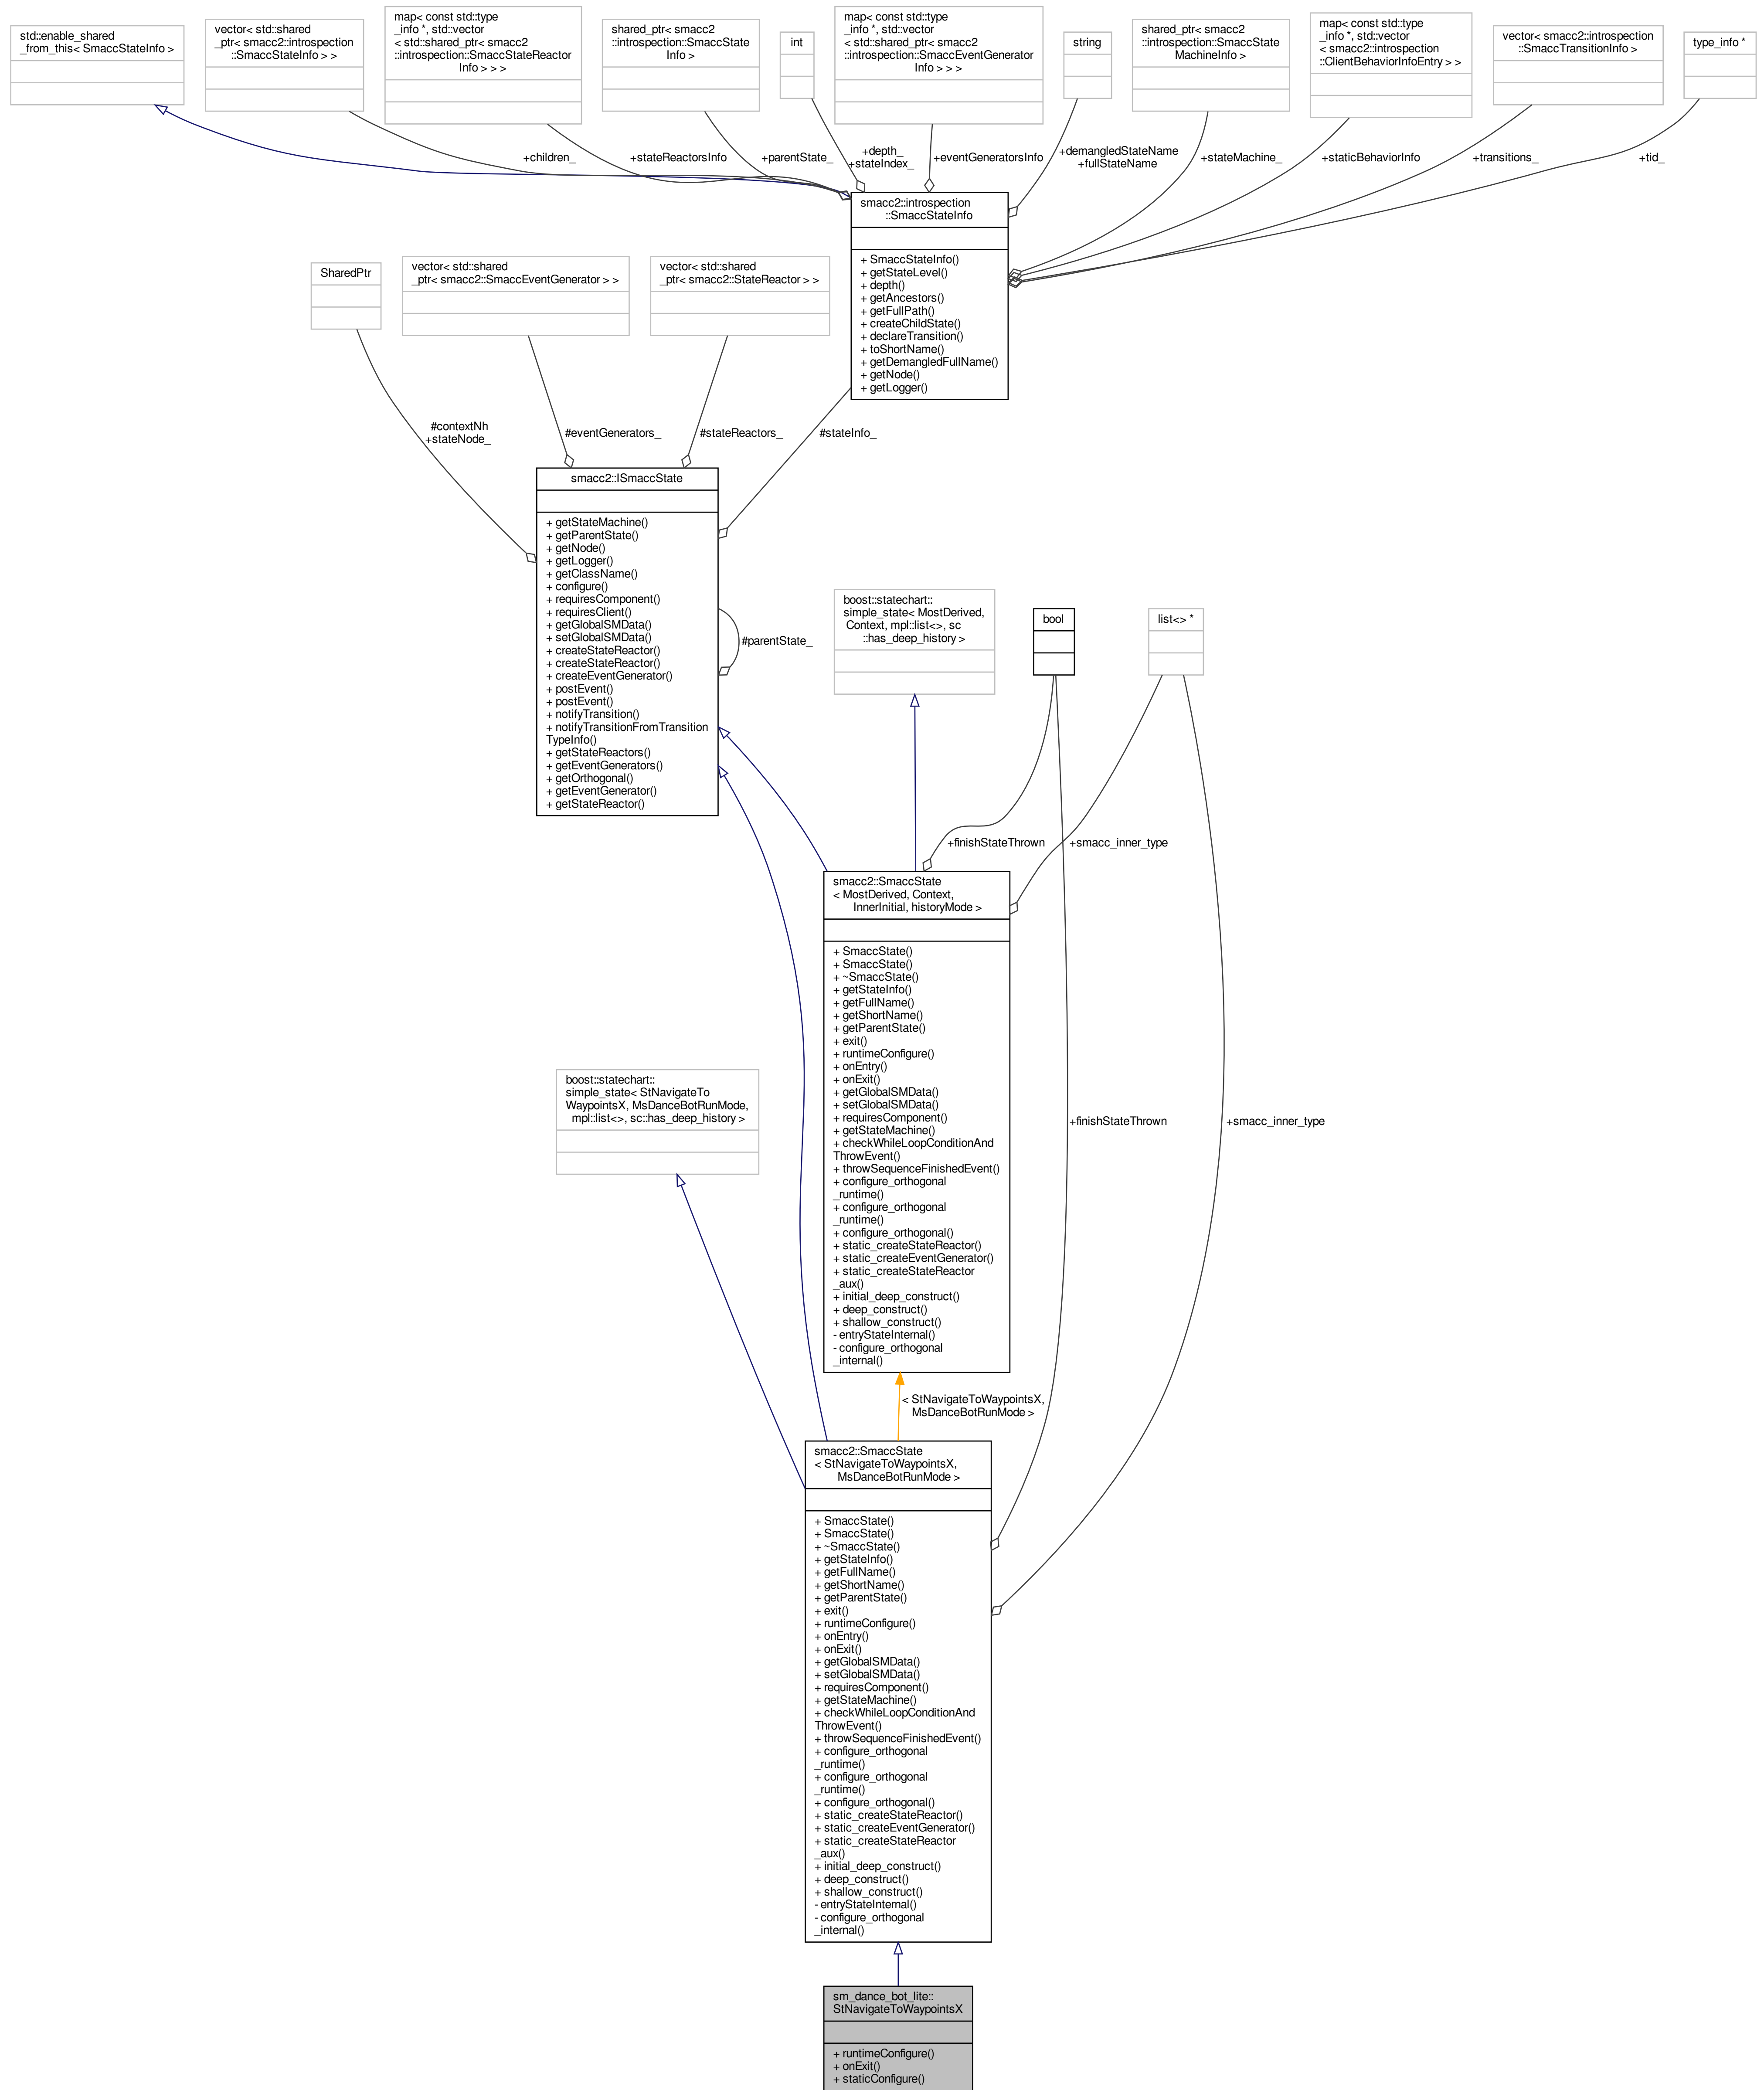 std::enable_shared
_from_this< SmaccStateInfo >
vector< std::shared
_ptr< smacc2::introspection
::SmaccStateInfo > >
map< const std::type
_info *, std::vector
< std::shared_ptr< smacc2
::introspection::SmaccStateReactor
Info > > >
shared_ptr< smacc2
::introspection::SmaccState
Info >
int
map< const std::type
_info *, std::vector
< std::shared_ptr< smacc2
::introspection::SmaccEventGenerator
Info > > >
string
shared_ptr< smacc2
::introspection::SmaccState
MachineInfo >
map< const std::type
_info *, std::vector
< smacc2::introspection
::ClientBehaviorInfoEntry > >
vector< smacc2::introspection
::SmaccTransitionInfo >
type_info *
+children_
+stateReactorsInfo
+parentState_
+depth_
+stateIndex_
+eventGeneratorsInfo
+demangledStateName
+fullStateName
+stateMachine_
+staticBehaviorInfo
+transitions_
+tid_
smacc2::introspection
::SmaccStateInfo
+ SmaccStateInfo()
+ getStateLevel()
+ depth()
+ getAncestors()
+ getFullPath()
+ createChildState()
+ declareTransition()
+ toShortName()
+ getDemangledFullName()
+ getNode()
+ getLogger()
SharedPtr
vector< std::shared
_ptr< smacc2::SmaccEventGenerator > >
vector< std::shared
_ptr< smacc2::StateReactor > >
#contextNh
+stateNode_
#eventGenerators_
#stateReactors_
#stateInfo_
smacc2::ISmaccState
+ getStateMachine()
+ getParentState()
+ getNode()
+ getLogger()
+ getClassName()
+ configure()
+ requiresComponent()
+ requiresClient()
+ getGlobalSMData()
+ setGlobalSMData()
+ createStateReactor()
+ createStateReactor()
+ createEventGenerator()
+ postEvent()
+ postEvent()
+ notifyTransition()
+ notifyTransitionFromTransition
TypeInfo()
+ getStateReactors()
+ getEventGenerators()
+ getOrthogonal()
+ getEventGenerator()
+ getStateReactor()
#parentState_
boost::statechart::
simple_state< MostDerived,
Context, mpl::list<>, sc
::has_deep_history >
bool
list<> *
+finishStateThrown
+smacc_inner_type
smacc2::SmaccState
< MostDerived, Context,
InnerInitial, historyMode >
+ SmaccState()
+ SmaccState()
+ ~SmaccState()
+ getStateInfo()
+ getFullName()
+ getShortName()
+ getParentState()
+ exit()
+ runtimeConfigure()
+ onEntry()
+ onExit()
+ getGlobalSMData()
+ setGlobalSMData()
+ requiresComponent()
+ getStateMachine()
+ checkWhileLoopConditionAnd
ThrowEvent()
+ throwSequenceFinishedEvent()
+ configure_orthogonal
_runtime()
+ configure_orthogonal
_runtime()
+ configure_orthogonal()
+ static_createStateReactor()
+ static_createEventGenerator()
+ static_createStateReactor
_aux()
+ initial_deep_construct()
+ deep_construct()
+ shallow_construct()
- entryStateInternal()
- configure_orthogonal
_internal()
boost::statechart::
simple_state< StNavigateTo
WaypointsX, MsDanceBotRunMode,
mpl::list<>, sc::has_deep_history >
+finishStateThrown
+smacc_inner_type
< StNavigateToWaypointsX,
MsDanceBotRunMode >
smacc2::SmaccState
< StNavigateToWaypointsX,
MsDanceBotRunMode >
+ SmaccState()
+ SmaccState()
+ ~SmaccState()
+ getStateInfo()
+ getFullName()
+ getShortName()
+ getParentState()
+ exit()
+ runtimeConfigure()
+ onEntry()
+ onExit()
+ getGlobalSMData()
+ setGlobalSMData()
+ requiresComponent()
+ getStateMachine()
+ checkWhileLoopConditionAnd
ThrowEvent()
+ throwSequenceFinishedEvent()
+ configure_orthogonal
_runtime()
+ configure_orthogonal
_runtime()
+ configure_orthogonal()
+ static_createStateReactor()
+ static_createEventGenerator()
+ static_createStateReactor
_aux()
+ initial_deep_construct()
+ deep_construct()
+ shallow_construct()
- entryStateInternal()
- configure_orthogonal
_internal()
sm_dance_bot_lite::
StNavigateToWaypointsX
+ runtimeConfigure()
+ onExit()
+ staticConfigure()